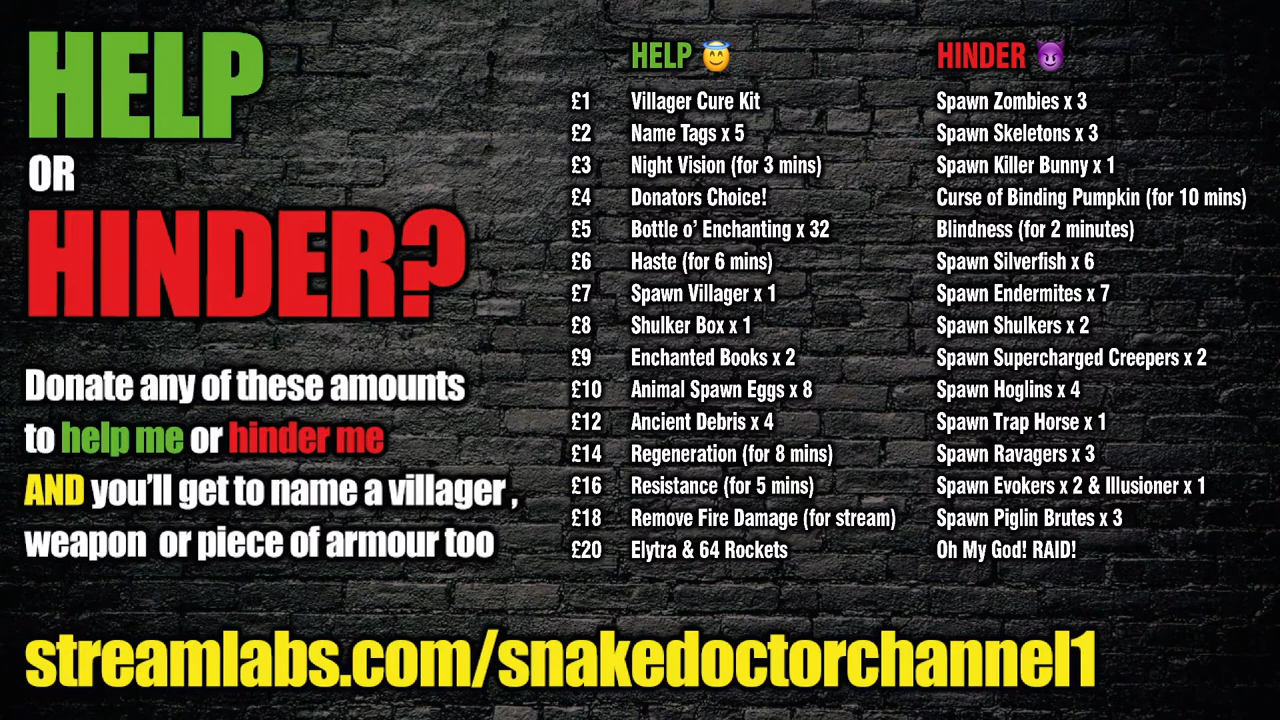 HELP
OR
HINDER?
Donate any of these amounts
to help me or hinder me
AND you'll get to name a villager ,
weapon or piece of armour too
HELP 😇 HINDER 😈
£1 Villager Cure Kit Spawn Zombies x 3
£2 Name Tags x 5 Spawn Skeletons x 3
£3 Night Vision (for 3 mins) Spawn Killer Bunny x 1
£4 Donators Choice! Curse of Binding Pumpkin (for 10 mins)
£5 Bottle o' Enchanting x 32 Blindness (for 2 minutes)
£6 Haste (for 6 mins) Spawn Silverfish x 6
£7 Spawn Villager x 1 Spawn Endermites x 7
£8 Shulker Box x 1 Spawn Shulkers x 2
£9 Enchanted Books x 2 Spawn Supercharged Creepers x 2
£10 Animal Spawn Eggs x 8 Spawn Hoglins x 4
£12 Ancient Debris x 4 Spawn Trap Horse x 1
£14 Regeneration (for 8 mins) Spawn Ravagers x 3
£16 Resistance (for 5 mins) Spawn Evokers x 2 & Illusioner x 1
£18 Remove Fire Damage (for stream) Spawn Piglin Brutes x 3
£20 Elytra & 64 Rockets Oh My God! RAID!
streamlabs.com/snakedoctorchannel1